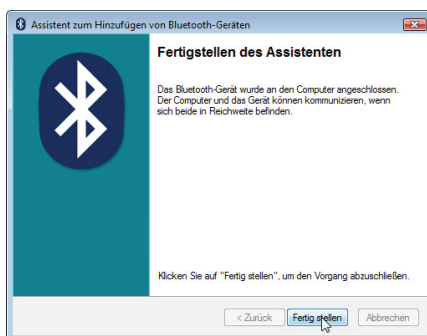 Assistent zum Hinzufügen von Bluetooth-Geräten
Fertigstellen des Assistenten
Das Bluetooth-Gerät wurde an den Computer angeschlossen.
Der Computer und das Gerät können kommunizieren, wenn
sich beide in Reichweite befinden.
Klicken Sie auf "Fertig stellen", um den Vorgang abzuschließen.
< Zurück Fertig stellen Abbrechen